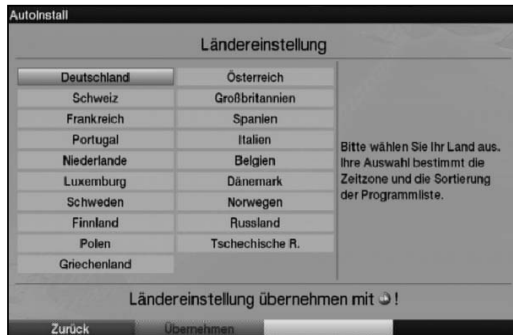 AutoInstall
Ländereinstellung
Deutschland Österreich
Schweiz Großbritannien
Frankreich Spanien
Portugal Italien
Niederlande Belgien
Luxemburg Dänemark
Schweden Norwegen
Finnland Russland
Polen Tschechische R.
Griechenland
Bitte wählen Sie Ihr Land aus.
Ihre Auswahl bestimmt die
Zeitzone und die Sortierung
der Programmliste.
Ländereinstellung übernehmen mit !
Zurück Übernehmen